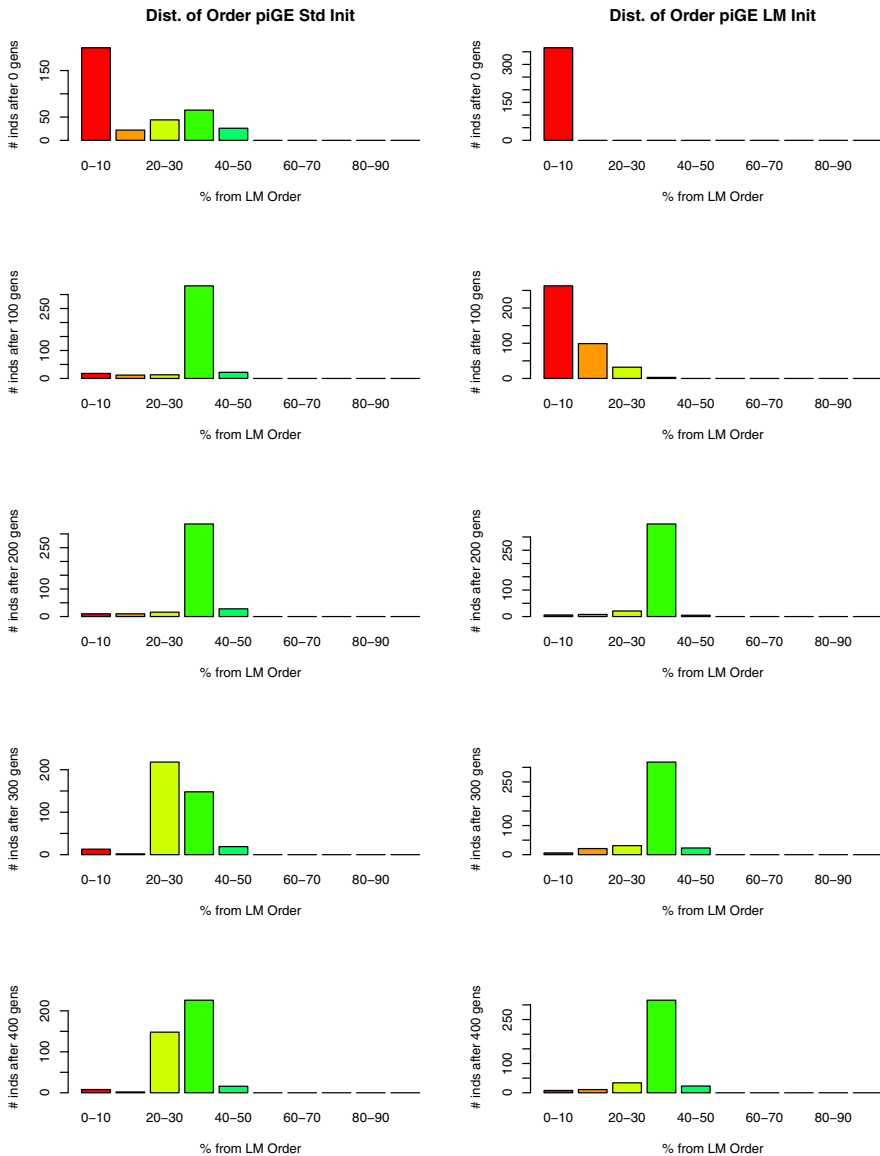 Dist. of Order piGE Std Init
# inds after 0 gens
0 50 150
0−10 20−30 40−50 60−70 80−90
% from LM Order
Dist. of Order piGE LM Init
# inds after 0 gens
0 150 300
0−10 20−30 40−50 60−70 80−90
% from LM Order
# inds after 100 gens
0 100 250
0−10 20−30 40−50 60−70 80−90
% from LM Order
# inds after 100 gens
0 100 200
0−10 20−30 40−50 60−70 80−90
% from LM Order
# inds after 200 gens
0 100 250
0−10 20−30 40−50 60−70 80−90
% from LM Order
# inds after 200 gens
0 100 250
0−10 20−30 40−50 60−70 80−90
% from LM Order
# inds after 300 gens
0 100 200
0−10 20−30 40−50 60−70 80−90
% from LM Order
# inds after 300 gens
0 100 250
0−10 20−30 40−50 60−70 80−90
% from LM Order
# inds after 400 gens
0 100 200
0−10 20−30 40−50 60−70 80−90
% from LM Order
# inds after 400 gens
0 100 250
0−10 20−30 40−50 60−70 80−90
% from LM Order